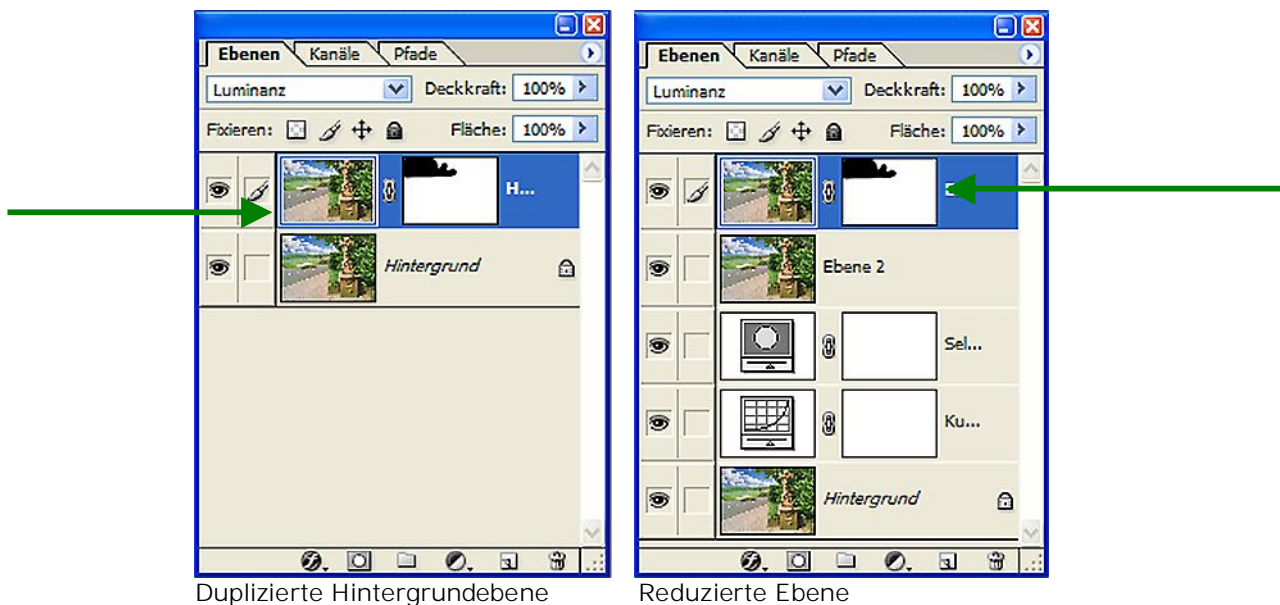 Ebenen Kanäle Pfade
Luminanz Deckkraft: 100%
Fixieren: Fläche: 100%
H...
Hintergrund
Duplizierte Hintergrundebene
Ebenen Kanäle Pfade
Luminanz Deckkraft: 100%
Fixieren: Fläche: 100%
Ebene 2
Sel...
Ku...
Hintergrund
Reduzierte Ebene